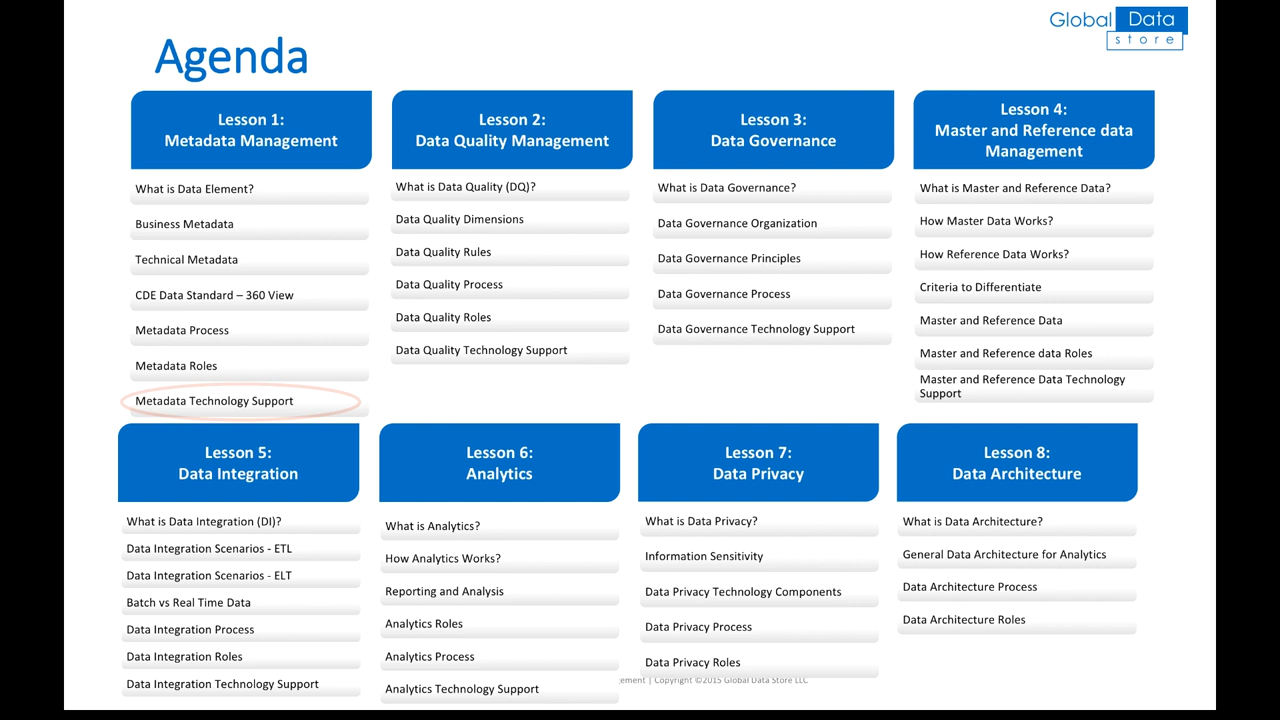 Global Data
store
Agenda
Lesson 1:
Metadata Management
What is Data Element?
Business Metadata
Technical Metadata
CDE Data Standard – 360 View
Metadata Process
Metadata Roles
Metadata Technology Support
Lesson 2:
Data Quality Management
What is Data Quality (DQ)?
Data Quality Dimensions
Data Quality Rules
Data Quality Process
Data Quality Roles
Data Quality Technology Support
Lesson 3:
Data Governance
What is Data Governance?
Data Governance Organization
Data Governance Principles
Data Governance Process
Data Governance Technology Support
Lesson 4:
Master and Reference data
Management
What is Master and Reference Data?
How Master Data Works?
How Reference Data Works?
Criteria to Differentiate
Master and Reference Data
Master and Reference data Roles
Master and Reference Data Technology
Support
Lesson 5:
Data Integration
What is Data Integration (DI)?
Data Integration Scenarios - ETL
Data Integration Scenarios - ELT
Batch vs Real Time Data
Data Integration Process
Data Integration Roles
Data Integration Technology Support
Lesson 6:
Analytics
What is Analytics?
How Analytics Works?
Reporting and Analysis
Analytics Roles
Analytics Process
Analytics Technology Support
Lesson 7:
Data Privacy
What is Data Privacy?
Information Sensitivity
Data Privacy Technology Components
Data Privacy Process
Data Privacy Roles
Lesson 8:
Data Architecture
What is Data Architecture?
General Data Architecture for Analytics
Data Architecture Process
Data Architecture Roles
| Copyright ©2015 Global Data Store LLC